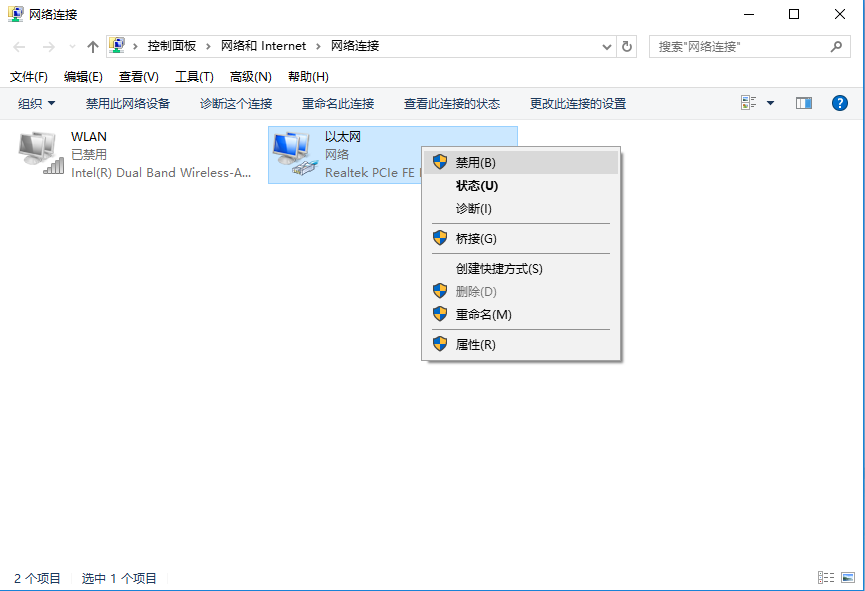 网络连接
控制面板 网络和 Internet 网络连接
搜索"网络连接"
文件(F) 编辑(E) 查看(V) 工具(T) 高级(N) 帮助(H)
组织 禁用此网络设备 诊断这个连接 重命名此连接 查看此连接的状态 更改此连接的设置
WLAN
已禁用
Intel(R) Dual Band Wireless-A...
以太网
网络
Realtek PCIe FE
禁用(B)
状态(U)
诊断(I)
桥接(G)
创建快捷方式(S)
删除(D)
重命名(M)
属性(R)
2 个项目 选中 1 个项目